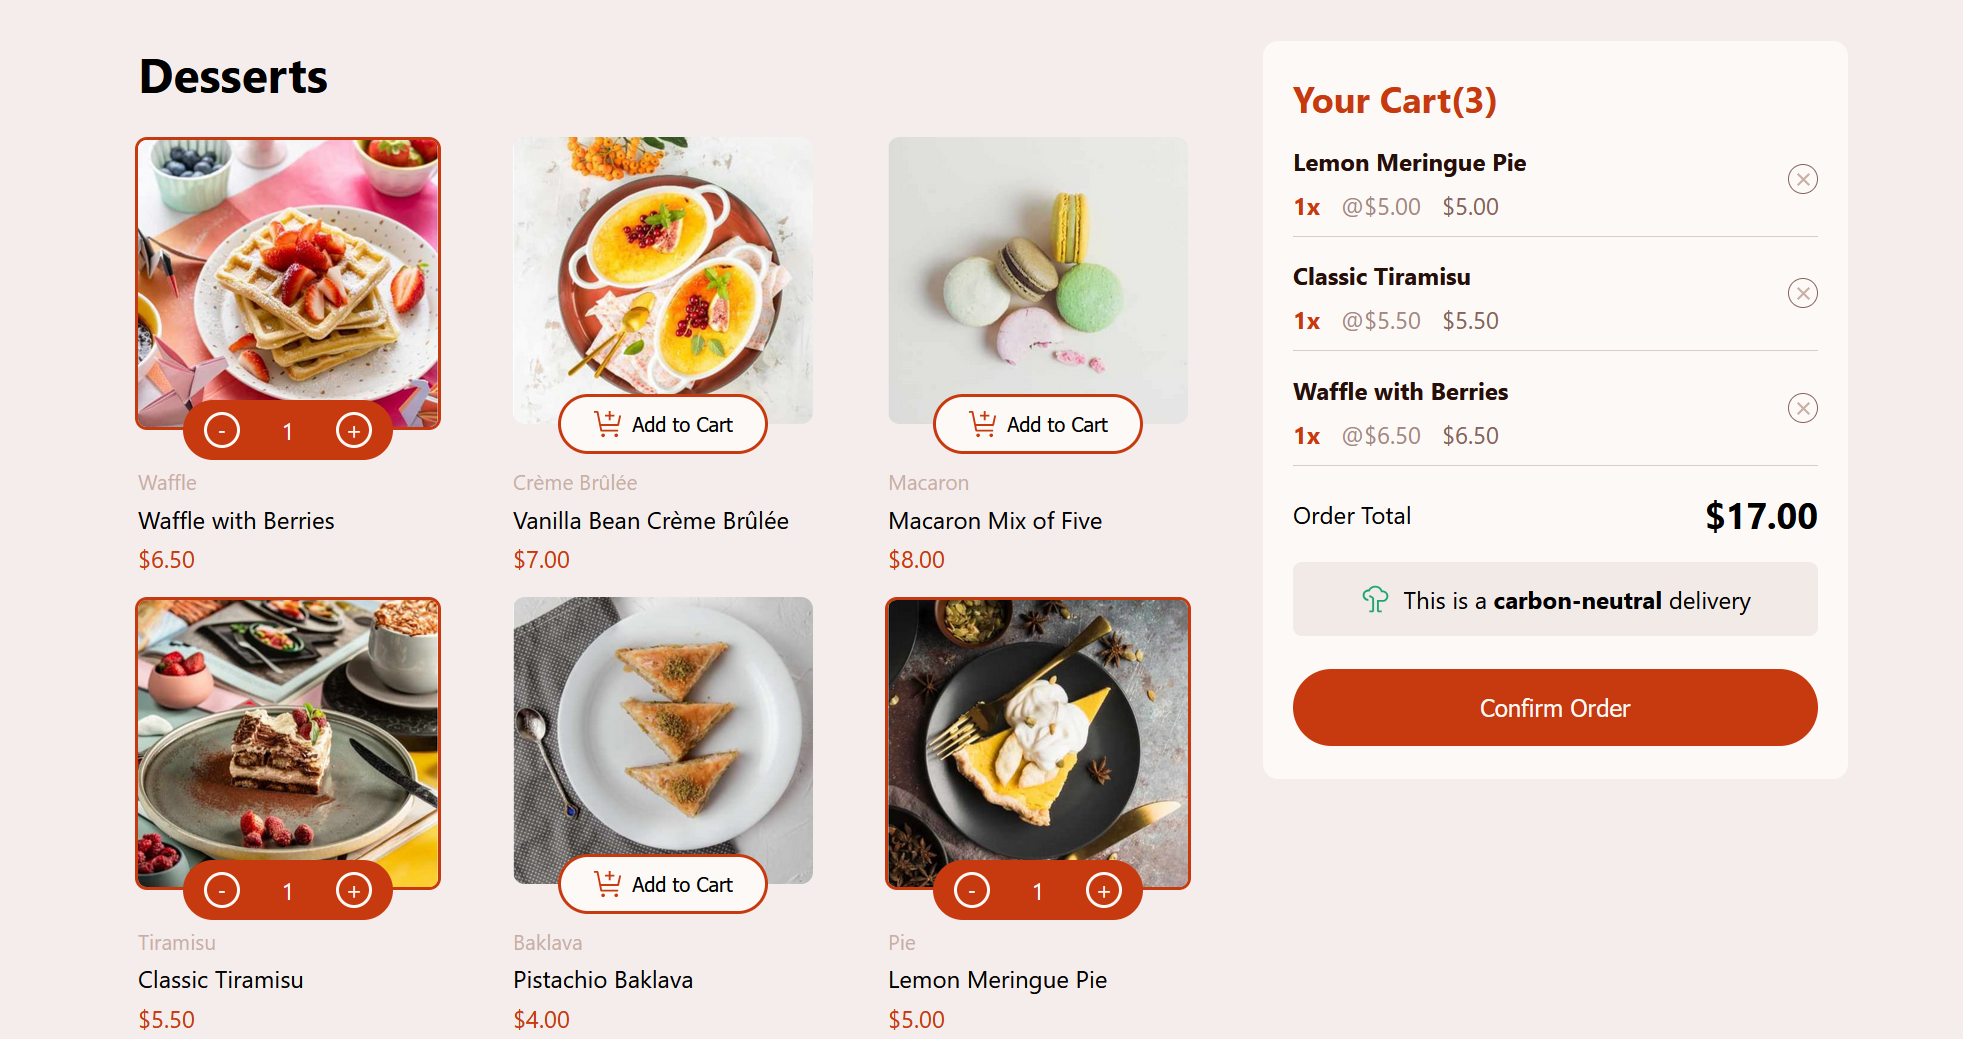 Desserts
- 1 +
Waffle
Waffle with Berries
$6.50
Add to Cart
Crème Brûlée
Vanilla Bean Crème Brûlée
$7.00
Add to Cart
Macaron
Macaron Mix of Five
$8.00
- 1 +
Tiramisu
Classic Tiramisu
$5.50
Add to Cart
Baklava
Pistachio Baklava
$4.00
- 1 +
Pie
Lemon Meringue Pie
$5.00
Your Cart(3)
Lemon Meringue Pie
1x @$5.00 $5.00
Classic Tiramisu
1x @$5.50 $5.50
Waffle with Berries
1x @$6.50 $6.50
Order Total $17.00
This is a carbon-neutral delivery
Confirm Order